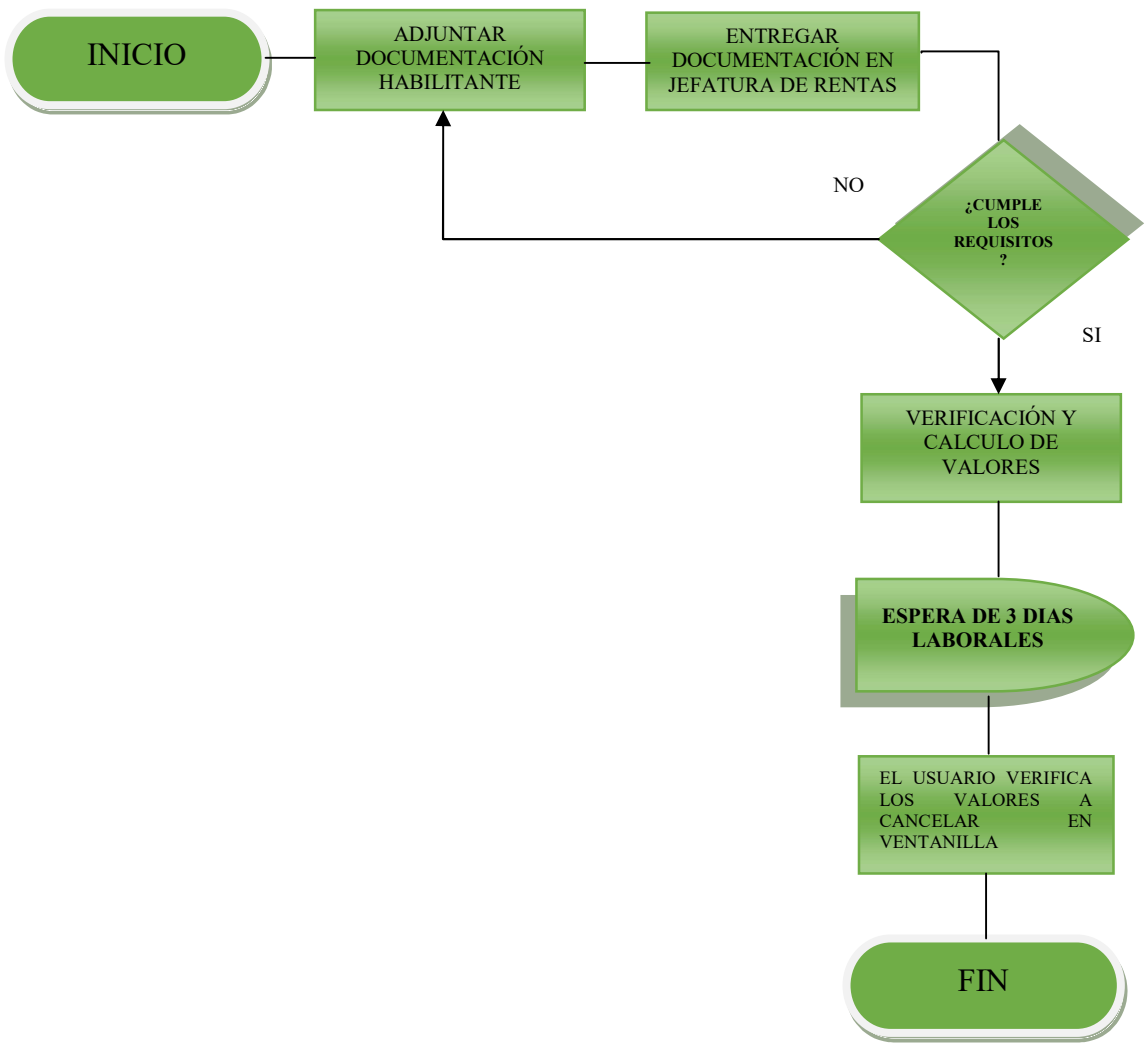 INICIO
ADJUNTAR
DOCUMENTACIÓN
HABILITANTE
ENTREGAR
DOCUMENTACIÓN EN
JEFATURA DE RENTAS
NO
¿CUMPLE
LOS
REQUISITOS
?
SI
VERIFICACIÓN Y
CALCULO DE
VALORES
ESPERA DE 3 DIAS
LABORALES
EL USUARIO VERIFICA
LOS VALORES A
CANCELAR EN
VENTANILLA
FIN